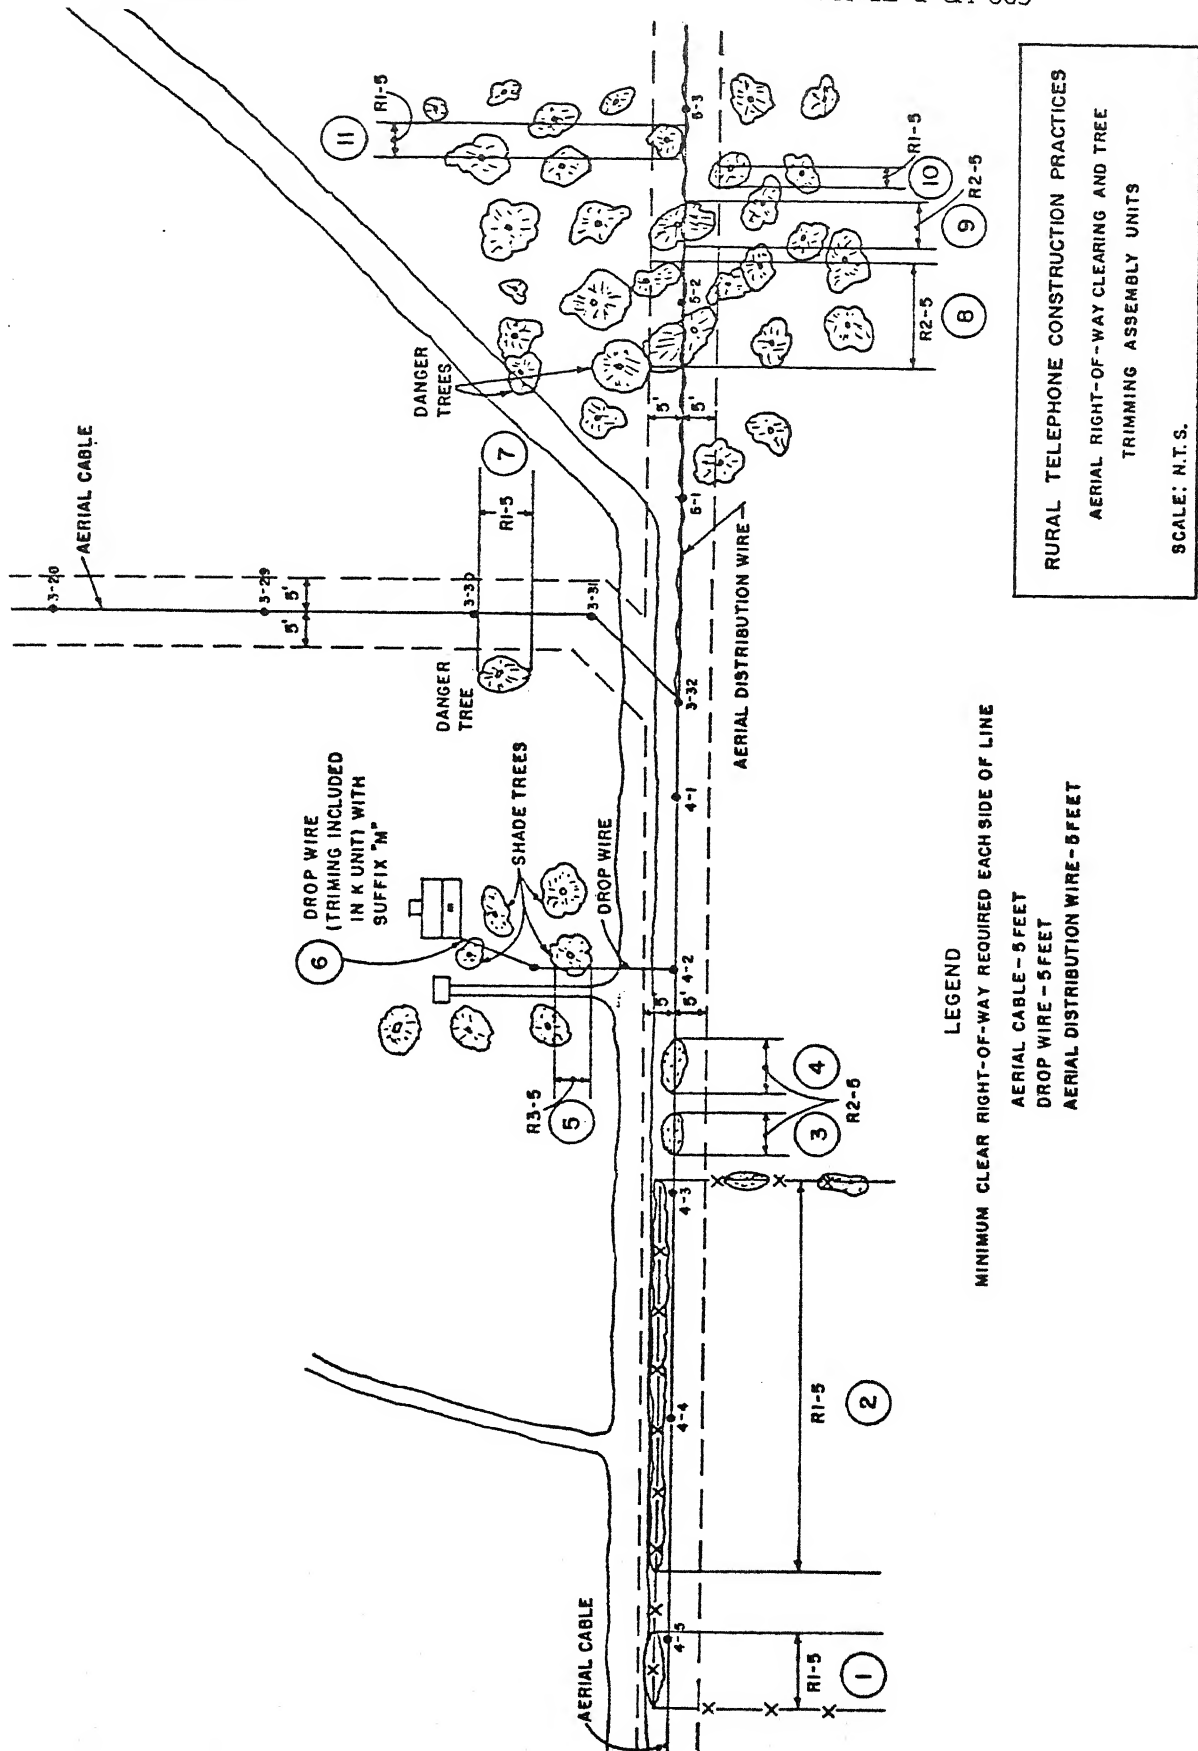 AERIAL CABLE
3-20
3-29
5'
5'
3-30
3-31
R1-5
7
DANGER
TREE
DANGER
TREES
11
R1-5
DROP WIRE
(TRIMING INCLUDED
IN K UNIT) WITH
SUFFIX "M"
6
SHADE TREES
DROP WIRE
R3-5
5
AERIAL CABLE
4-5
4-4
4-3
4-2
4-1
3-32
5-1
5-2
5-3
5'
5'
5'
5'
AERIAL DISTRIBUTION WIRE
R1-5
1
R1-5
2
3
4
R2-5
R2-5
8
9
R2-5
10
R1-5
LEGEND
MINIMUM CLEAR RIGHT-OF-WAY REQUIRED EACH SIDE OF LINE
AERIAL CABLE - 5 FEET
DROP WIRE - 5 FEET
AERIAL DISTRIBUTION WIRE - 5 FEET
RURAL TELEPHONE CONSTRUCTION PRACTICES
AERIAL RIGHT-OF-WAY CLEARING AND TREE
TRIMMING ASSEMBLY UNITS
SCALE: N.T.S.